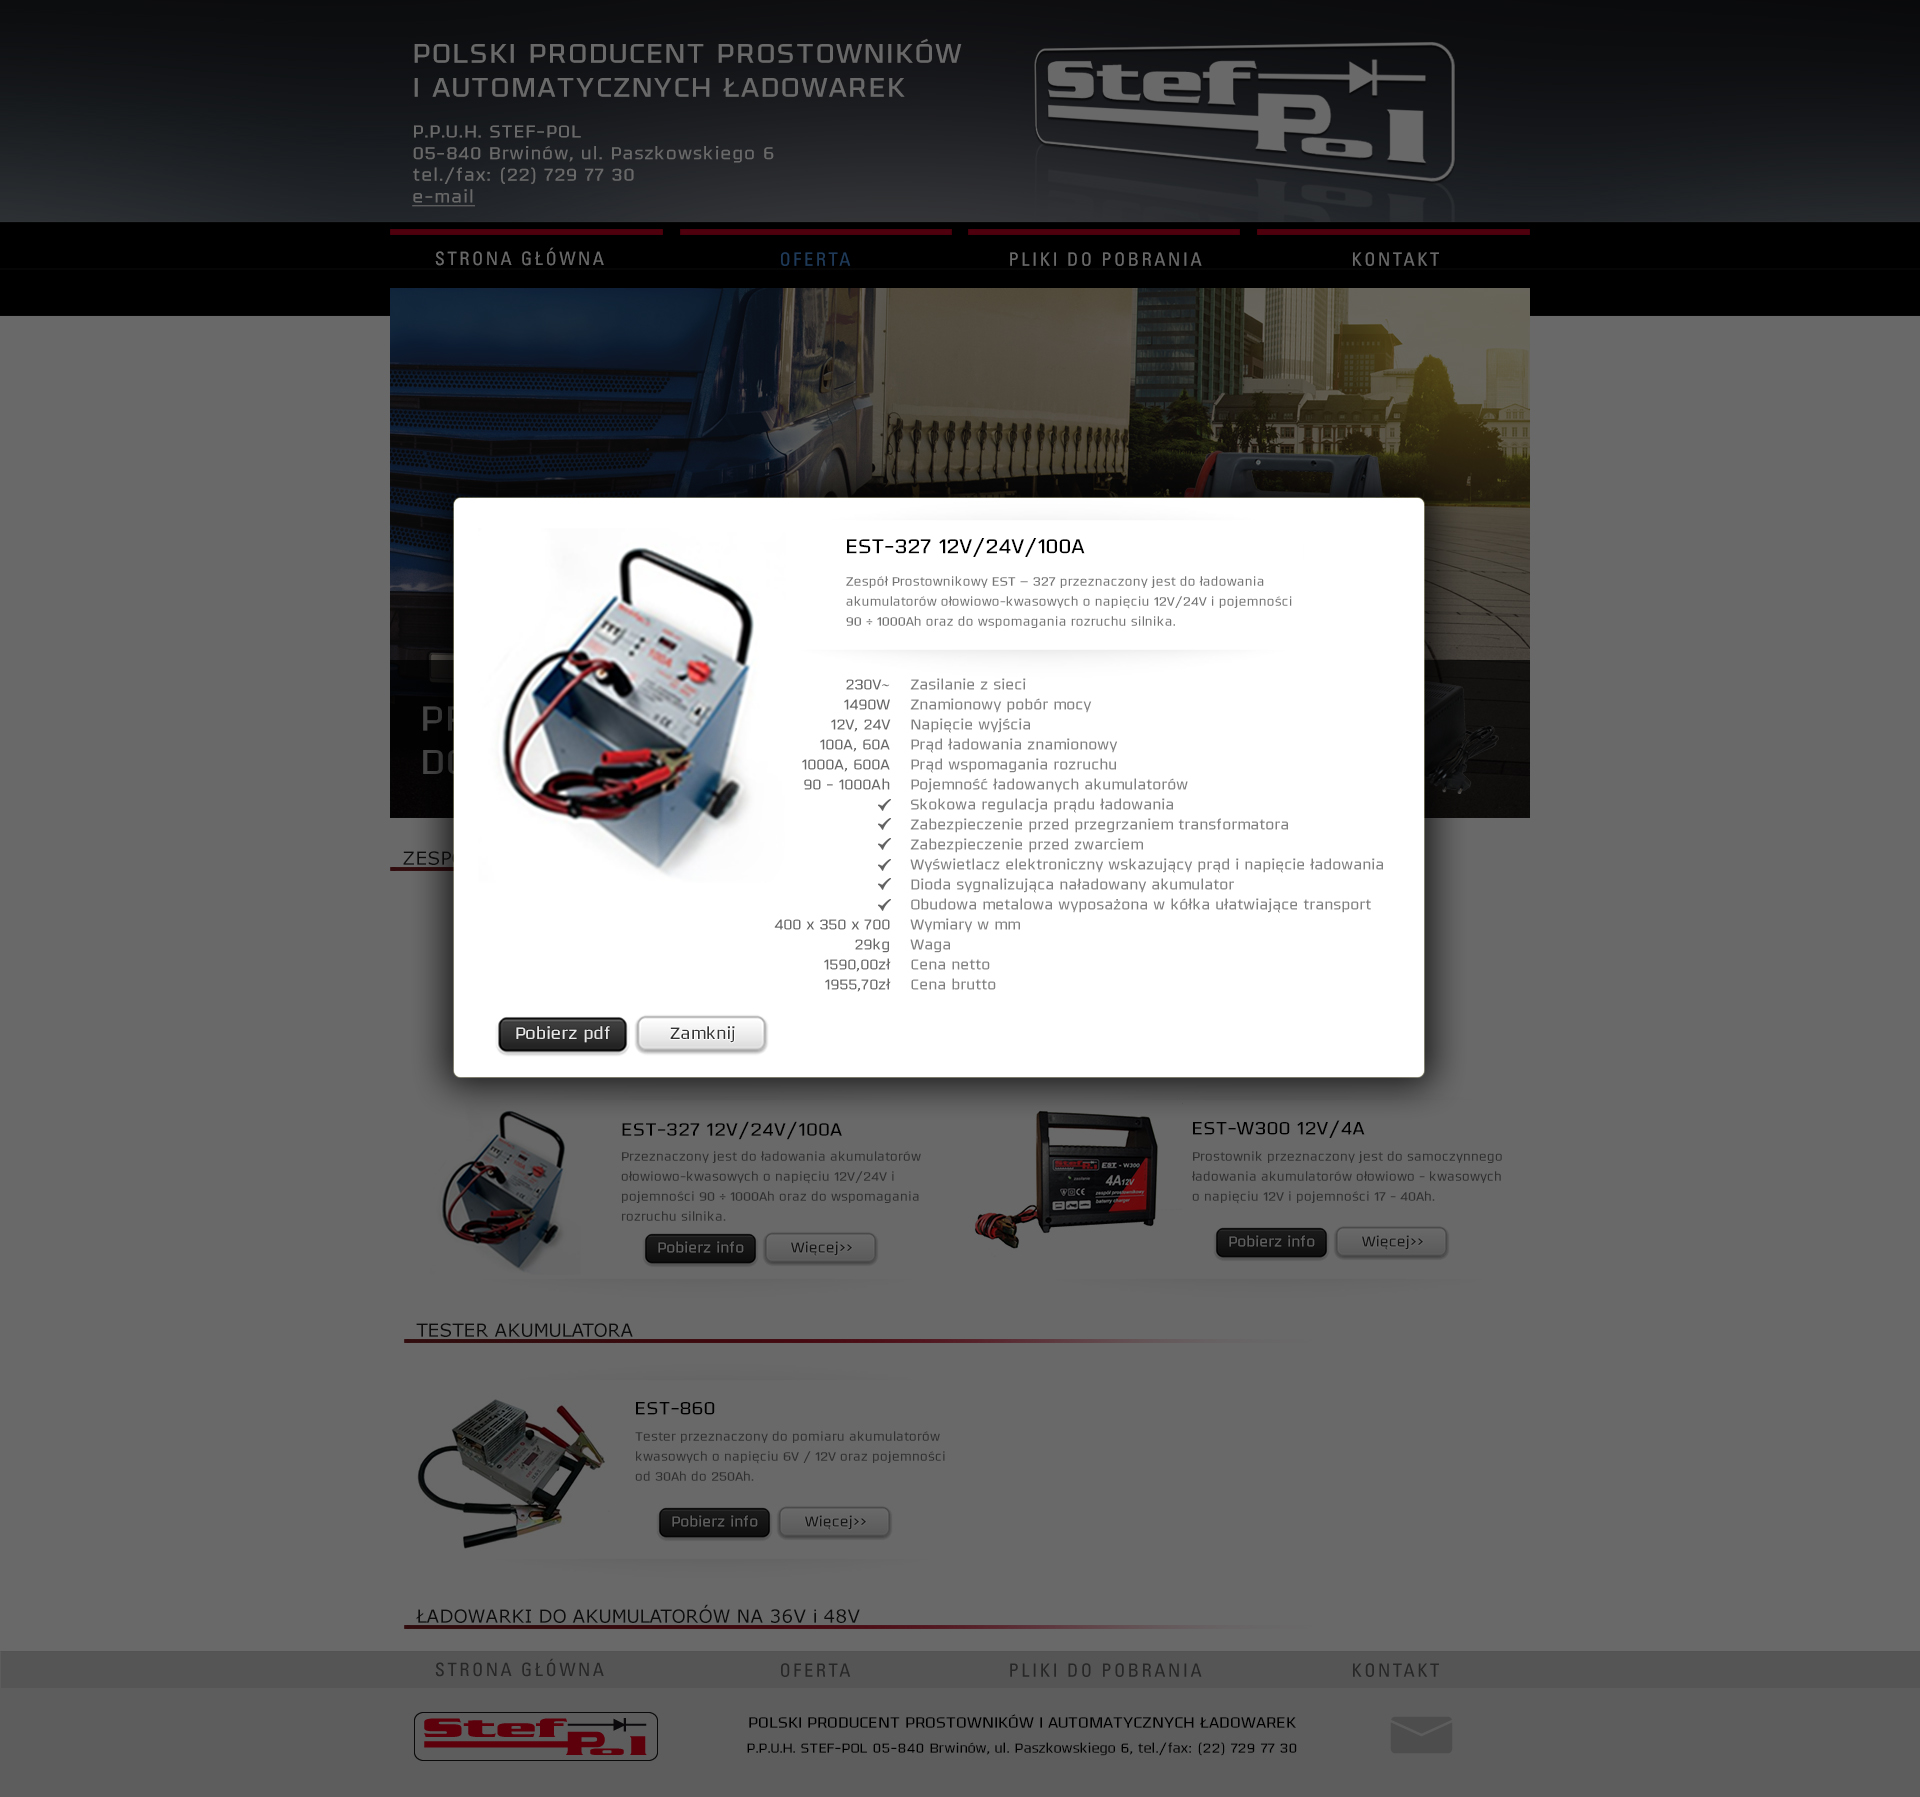 POLSKI PRODUCENT PROSTOWNIKÓW
I AUTOMATYCZNYCH ŁADOWAREK
P.P.U.H. STEF-POL
05-840 Brwinów, ul. Paszkowskiego 6
tel./fax: (22) 729 77 30
e-mail
Stef Pol
STRONA GŁÓWNA OFERTA PLIKI DO POBRANIA KONTAKT
EST-327 12V/24V/100A
Zespół Prostownikowy EST – 327 przeznaczony jest do ładowania
akumulatorów ołowiowo-kwasowych o napięciu 12V/24V i pojemności
90 ÷ 1000Ah oraz do wspomagania rozruchu silnika.
230V~ Zasilanie z sieci
1490W Znamionowy pobór mocy
12V, 24V Napięcie wyjścia
100A, 60A Prąd ładowania znamionowy
1000A, 600A Prąd wspomagania rozruchu
90 - 1000Ah Pojemność ładowanych akumulatorów
✓ Skokowa regulacja prądu ładowania
✓ Zabezpieczenie przed przegrzaniem transformatora
✓ Zabezpieczenie przed zwarciem
✓ Wyświetlacz elektroniczny wskazujący prąd i napięcie ładowania
✓ Dioda sygnalizująca naładowany akumulator
✓ Obudowa metalowa wyposażona w kółka ułatwiające transport
400 x 350 x 700 Wymiary w mm
29kg Waga
1590,00zł Cena netto
1955,70zł Cena brutto
Pobierz pdf Zamknij
EST-327 12V/24V/100A
Przeznaczony jest do ładowania akumulatorów
ołowiowo-kwasowych o napięciu 12V/24V i
pojemności 90 ÷ 1000Ah oraz do wspomagania
rozruchu silnika.
Pobierz info Więcej>>
EST - W300
4A 12V
EST-W300 12V/4A
Prostownik przeznaczony jest do samoczynnego
ładowania akumulatorów ołowiowo - kwasowych
o napięciu 12V i pojemności 17 - 40Ah.
Pobierz info Więcej>>
TESTER AKUMULATORA
EST-860
Tester przeznaczony do pomiaru akumulatorów
kwasowych o napięciu 6V / 12V oraz pojemności
od 30Ah do 250Ah.
Pobierz info Więcej>>
ŁADOWARKI DO AKUMULATORÓW NA 36V i 48V
STRONA GŁÓWNA OFERTA PLIKI DO POBRANIA KONTAKT
Stef Pol
POLSKI PRODUCENT PROSTOWNIKÓW I AUTOMATYCZNYCH ŁADOWAREK
P.P.U.H. STEF-POL 05-840 Brwinów, ul. Paszkowskiego 6, tel./fax: (22) 729 77 30